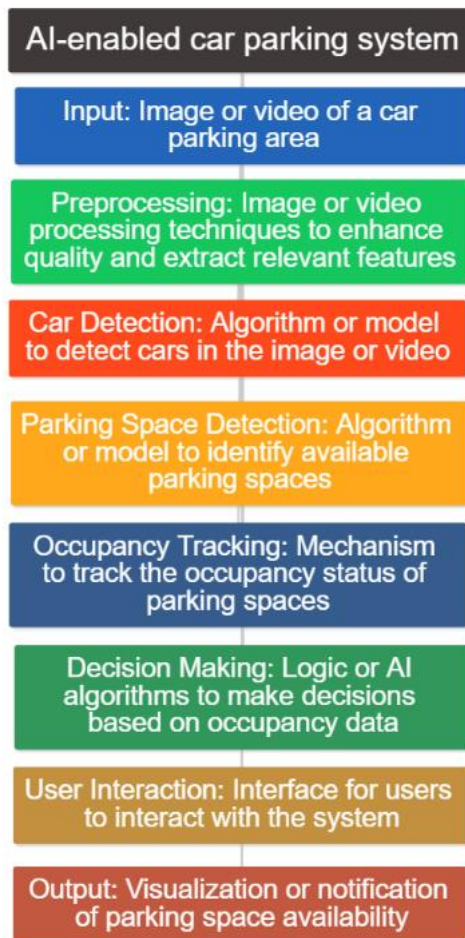 AI-enabled car parking system
Input: Image or video of a car
parking area
Preprocessing: Image or video
processing techniques to enhance
quality and extract relevant features
Car Detection: Algorithm or model
to detect cars in the image or video
Parking Space Detection: Algorithm
or model to identify available
parking spaces
Occupancy Tracking: Mechanism
to track the occupancy status of
parking spaces
Decision Making: Logic or AI
algorithms to make decisions
based on occupancy data
User Interaction: Interface for users
to interact with the system
Output: Visualization or notification
of parking space availability